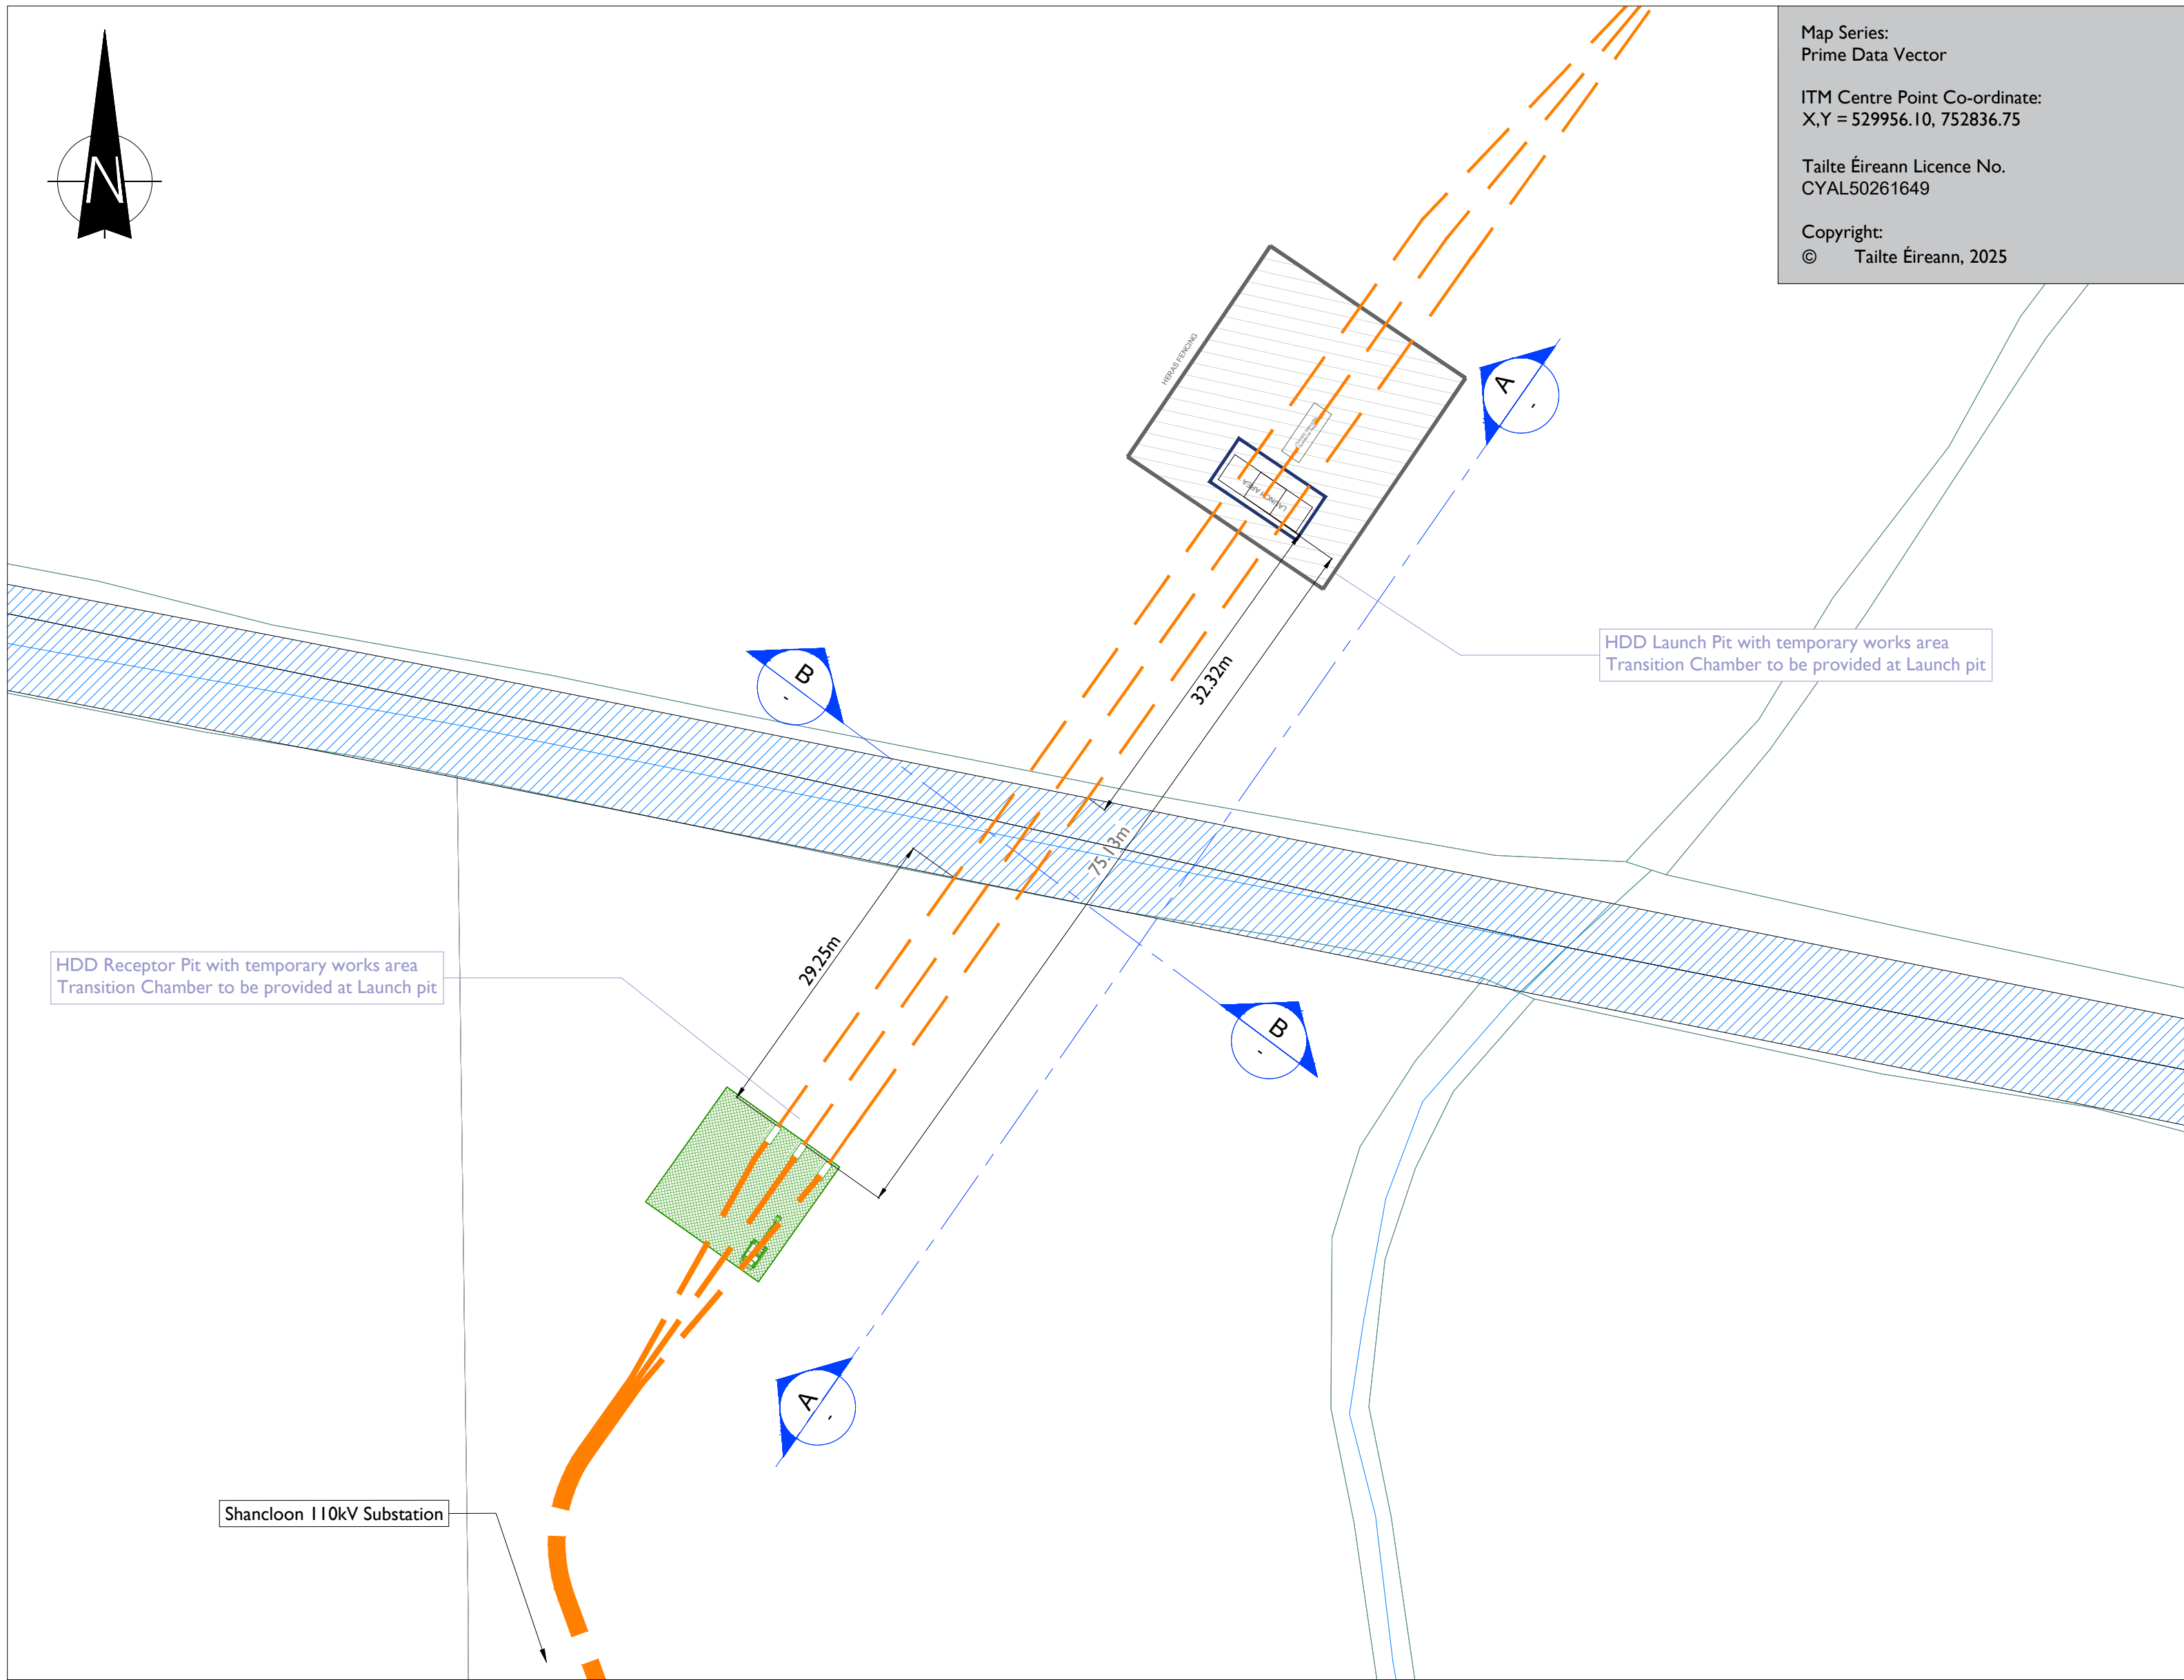 N
Map Series:
Prime Data Vector
ITM Centre Point Co-ordinate:
X,Y = 529956.10, 752836.75
Tailte Éireann Licence No.
CYAL50261649
Copyright:
© Tailte Éireann, 2025
HERAS FENCING
A
-
LAUNCH AREA
HDD Launch Pit with temporary works area
Transition Chamber to be provided at Launch pit
B
-
32.32m
75.13m
29.25m
HDD Receptor Pit with temporary works area
Transition Chamber to be provided at Launch pit
B
-
A
-
Shancloon 110kV Substation